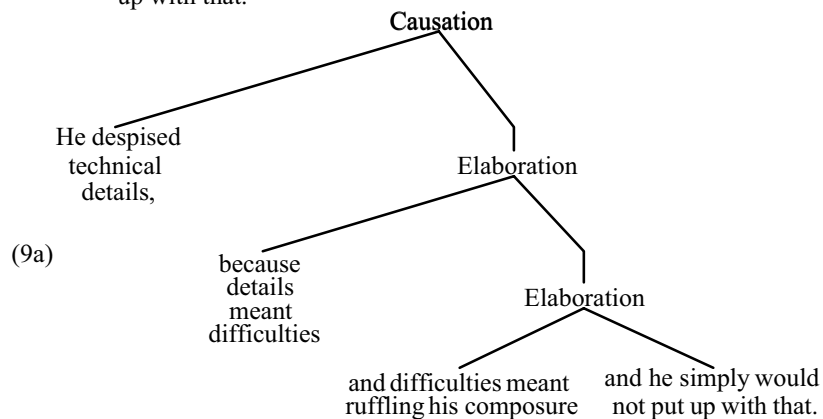 up with that.
Causation
He despised
technical
details,
Elaboration
(9a)
because
details
meant
difficulties
Elaboration
and difficulties meant
ruffling his composure
and he simply would
not put up with that.